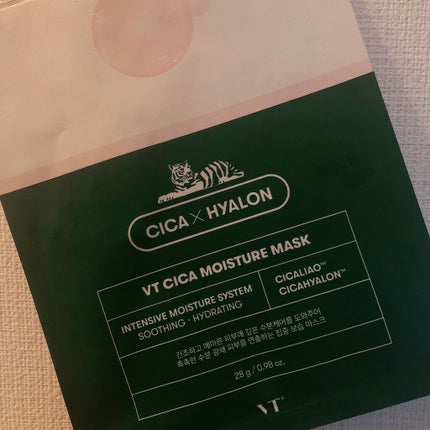 CICA × HYALON
VT CICA MOISTURE MASK
INTENSIVE MOISTURE SYSTEM
SOOTHING - HYDRATING
CICALIAO™
CICAHYALON™
건조하고 메마른 피부에 깊은 수분케어를 도와주어
촉촉한 수분 광채 피부를 연출하는 집중 보습 마스크
28 g / 0.98 oz.
VT®